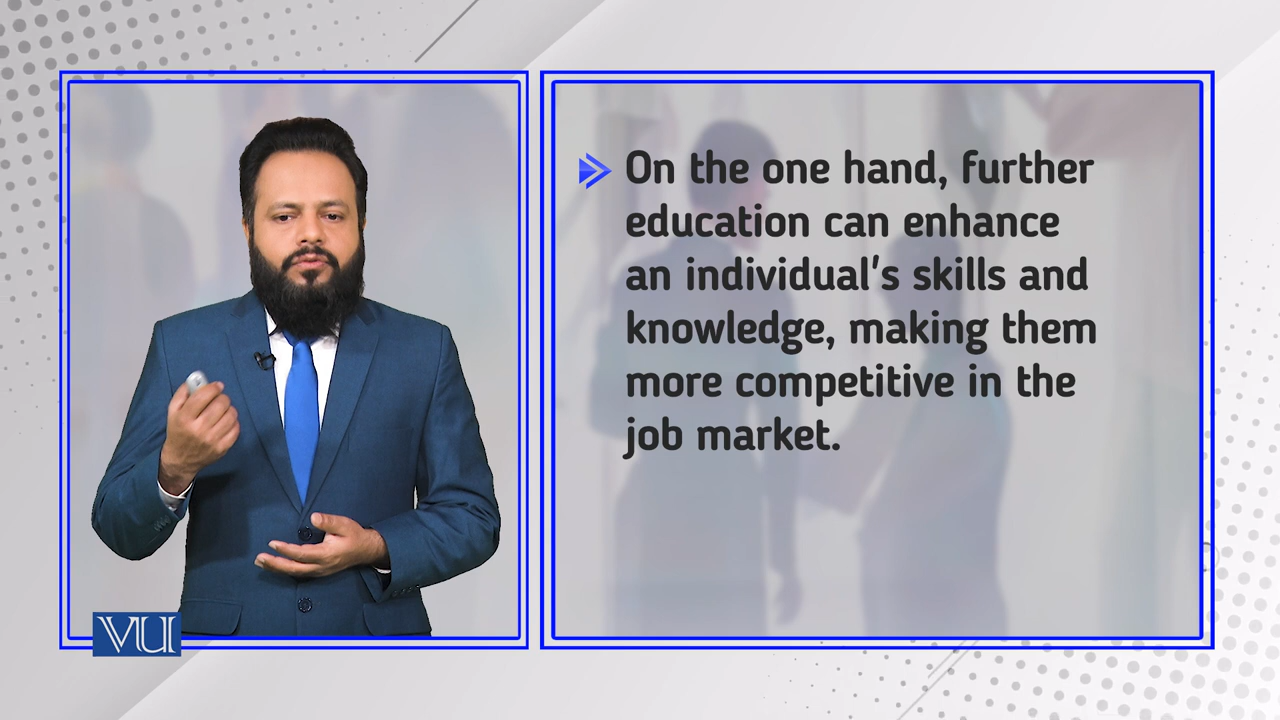 On the one hand, further
education can enhance
an individual's skills and
knowledge, making them
more competitive in the
job market.
VU